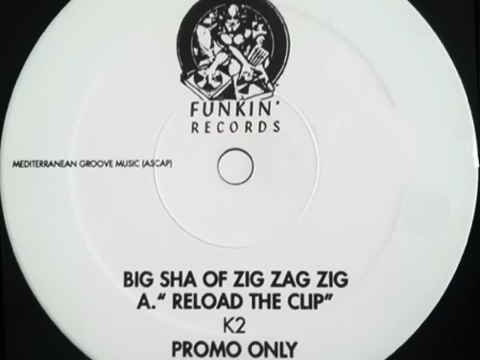 FUNKIN'
RECORDS
MEDITERRANEAN GROOVE MUSIC (ASCAP)
BIG SHA OF ZIG ZAG ZIG
A.“ RELOAD THE CLIP”
K2
PROMO ONLY